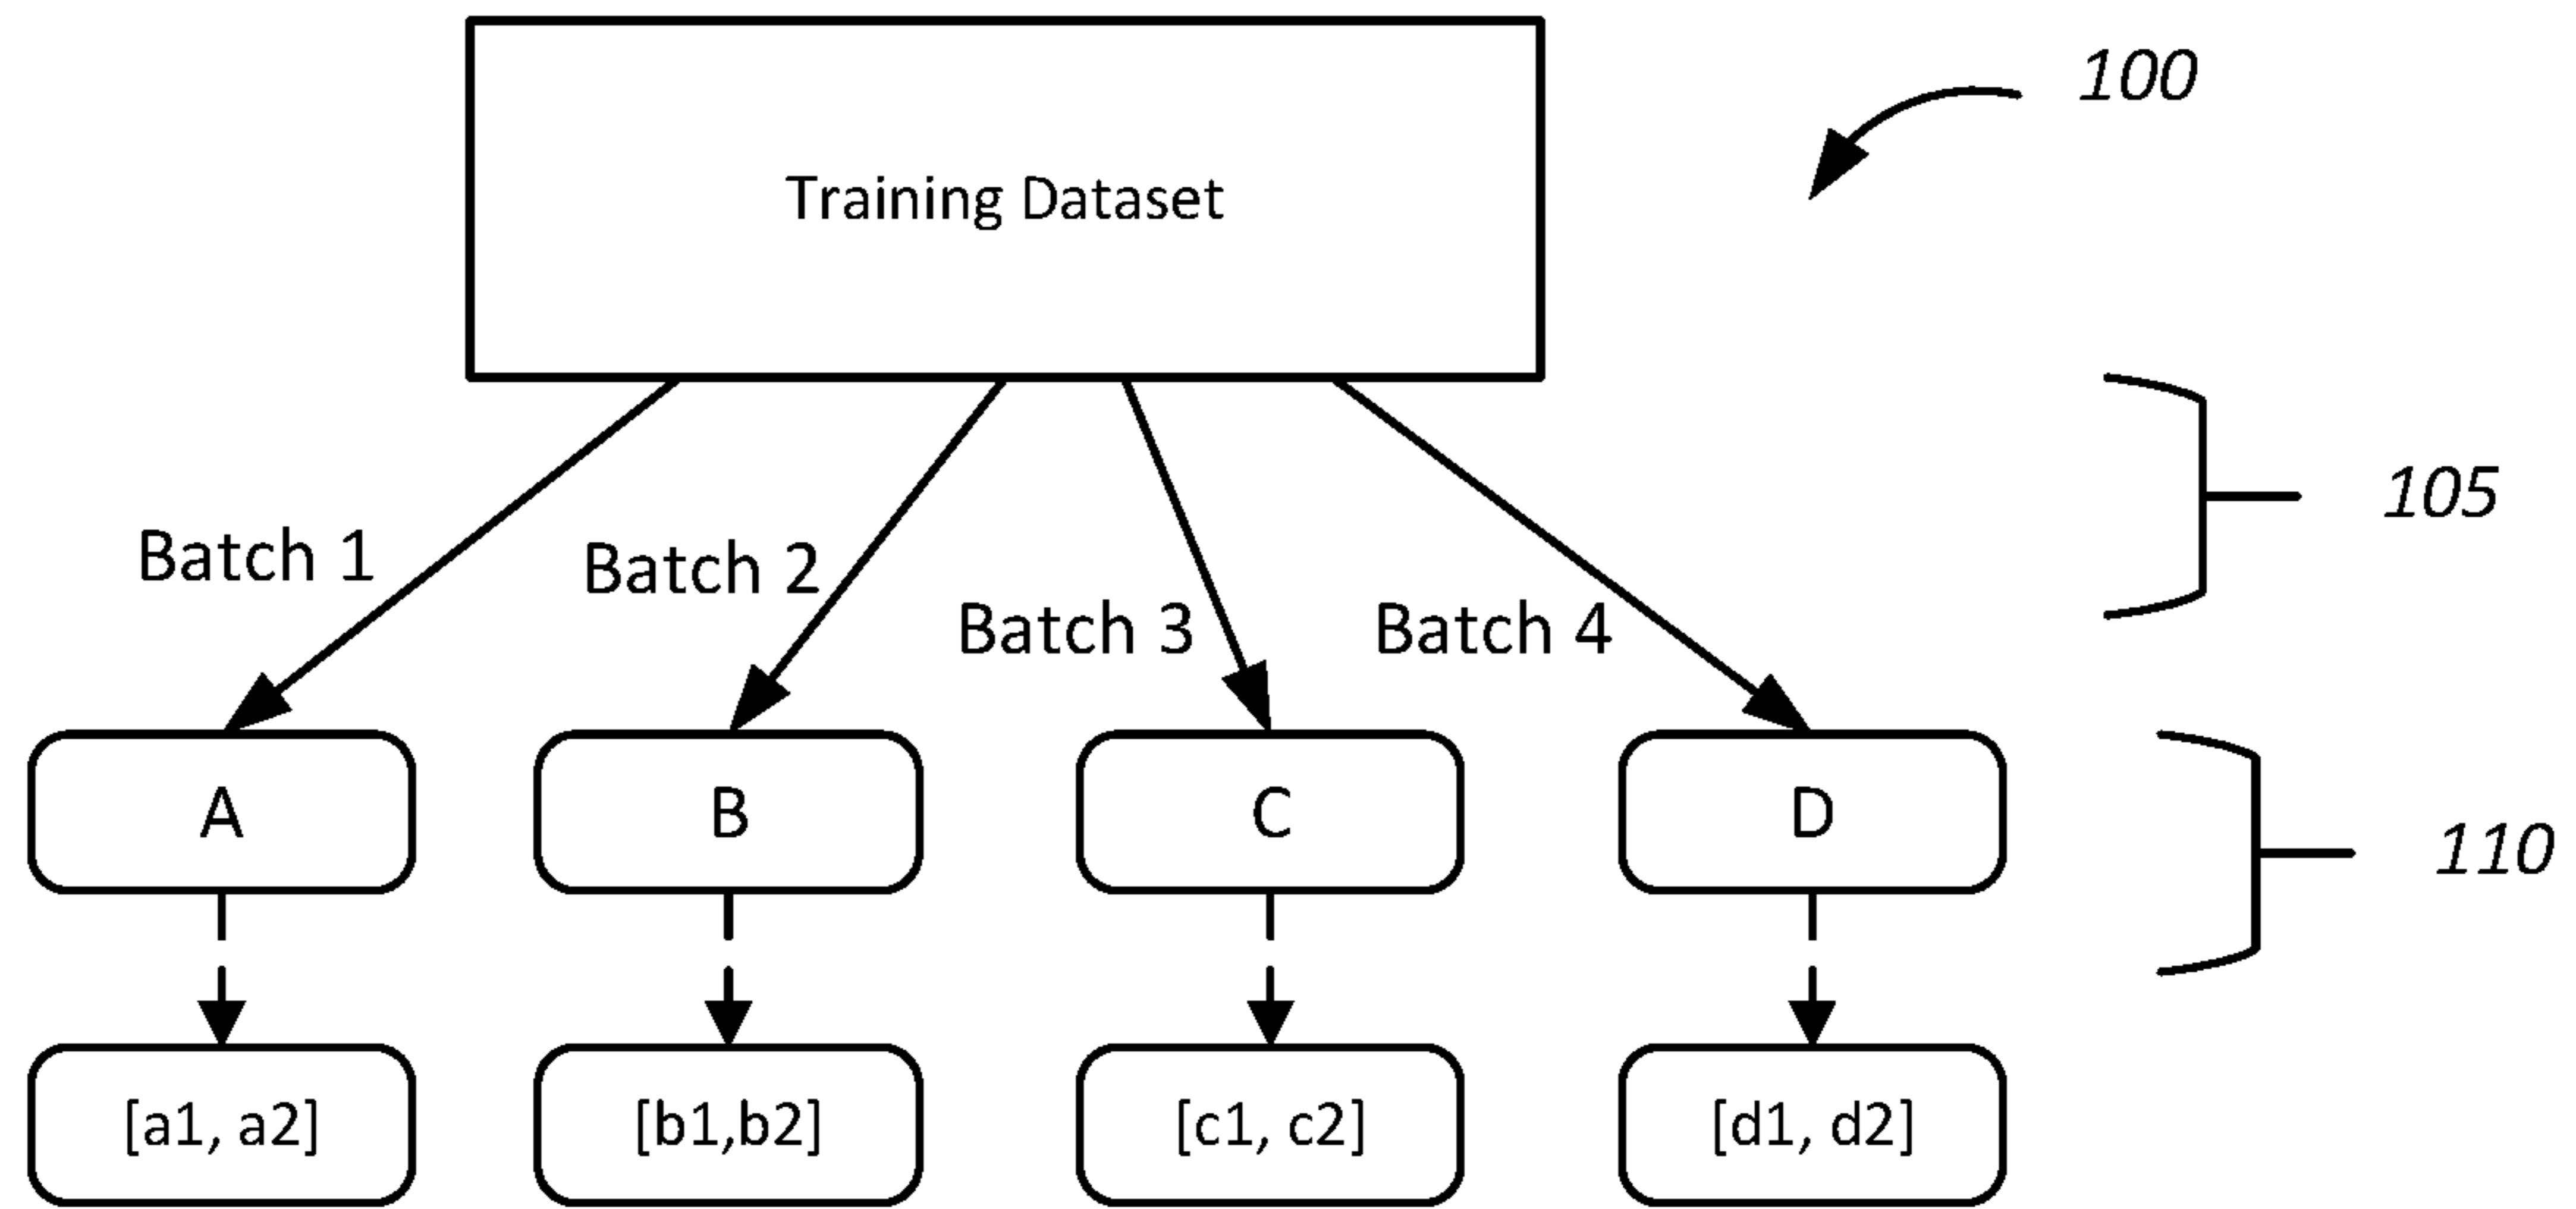 100
Training Dataset
105
Batch 1
Batch 2
Batch 3
Batch 4
A
B
C
D
110
[a1, a2]
[b1,b2]
[c1, c2]
[d1, d2]